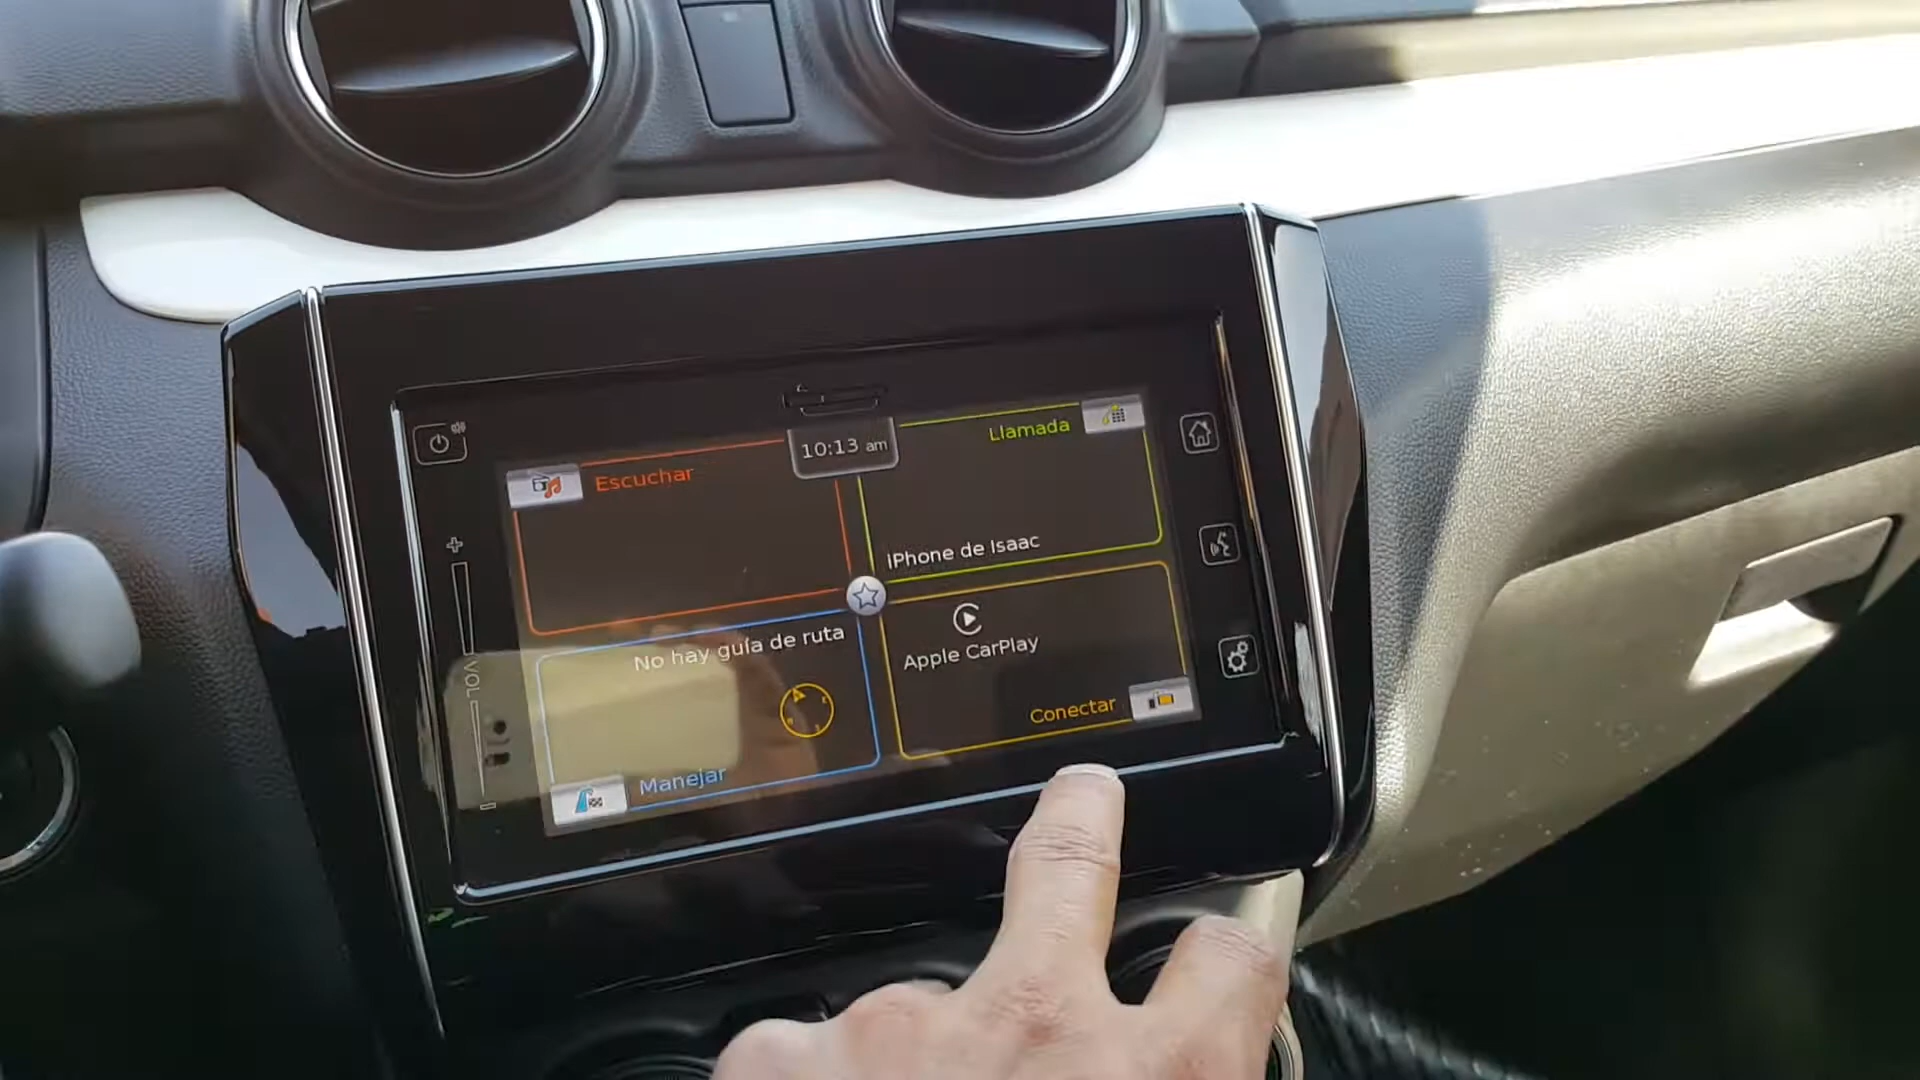 10:13 am
Escuchar
Llamada
iPhone de Isaac
No hay guía de ruta
Apple CarPlay
Conectar
Manejar
VOL